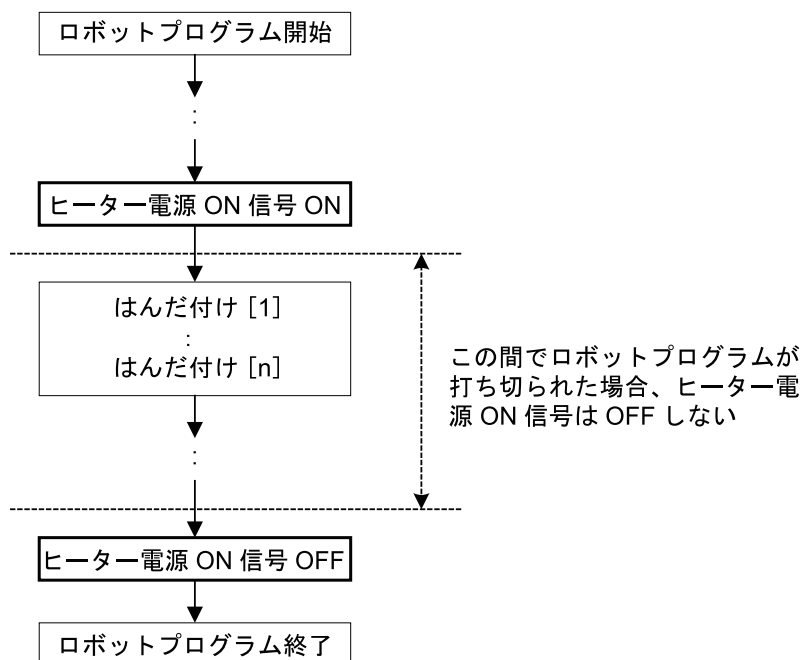 ロボットプログラム開始
:
ヒーター電源 ON 信号 ON
はんだ付け [1]
:
はんだ付け [n]
この間でロボットプログラムが
打ち切られた場合、ヒーター電
源 ON 信号は OFF しない
:
ヒーター電源 ON 信号 OFF
ロボットプログラム終了